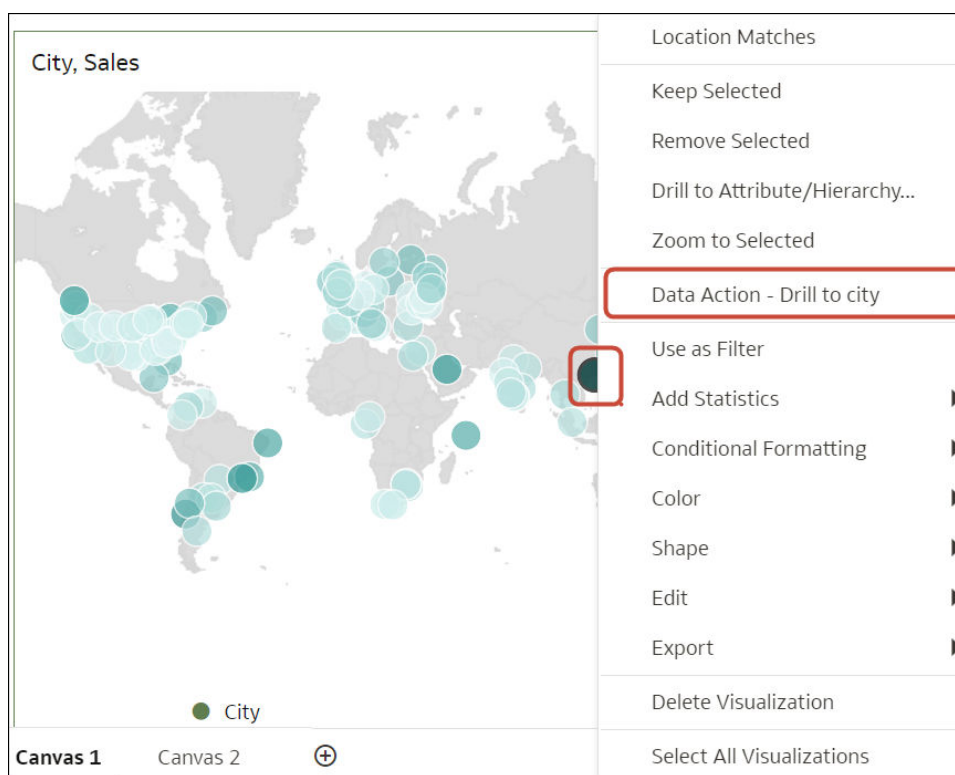 City, Sales
Location Matches
Keep Selected
Remove Selected
Drill to Attribute/Hierarchy...
Zoom to Selected
Data Action - Drill to city
Use as Filter
Add Statistics
Conditional Formatting
Color
Shape
Edit
Export
Delete Visualization
Select All Visualizations
City
Canvas 1
Canvas 2